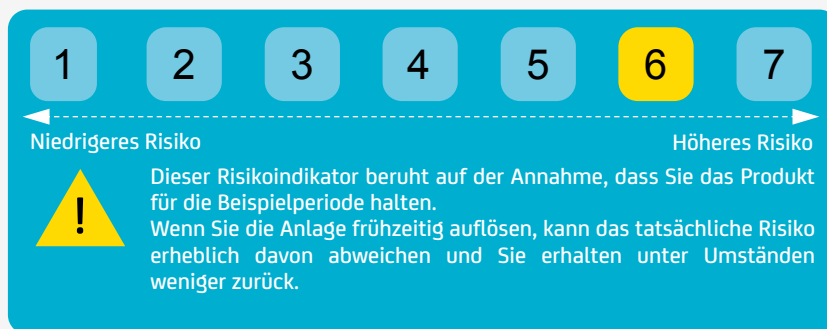 1 2 3 4 5 6 7
Niedrigeres Risiko Höheres Risiko
!
Dieser Risikoindikator beruht auf der Annahme, dass Sie das Produkt
für die Beispielperiode halten.
Wenn Sie die Anlage frühzeitig auflösen, kann das tatsächliche Risiko
erheblich davon abweichen und Sie erhalten unter Umständen
weniger zurück.